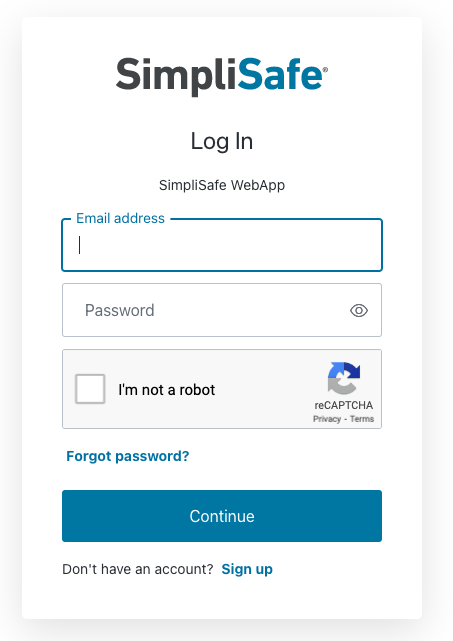 SimpliSafe®
Log In
SimpliSafe WebApp
Email address
Password
I'm not a robot
reCAPTCHA
Privacy - Terms
Forgot password?
Continue
Don't have an account? Sign up